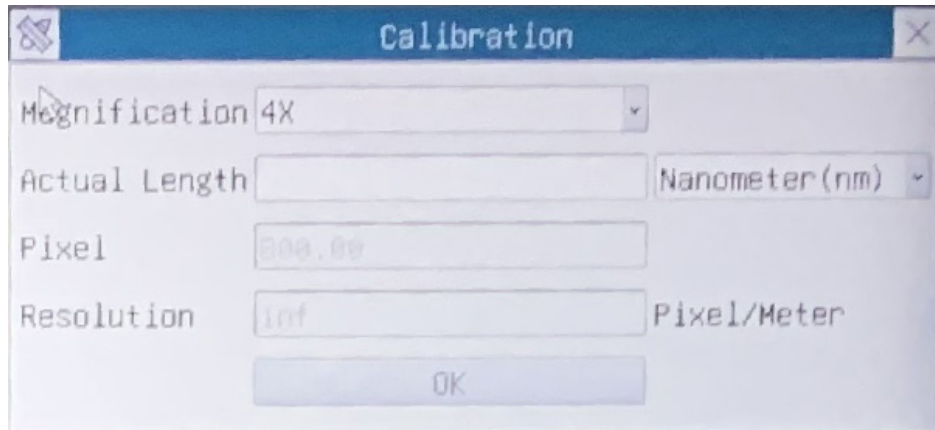 Calibration
Magnification 4X
Actual Length Nanometer(nm)
Pixel 800.00
Resolution inf Pixel/Meter
OK